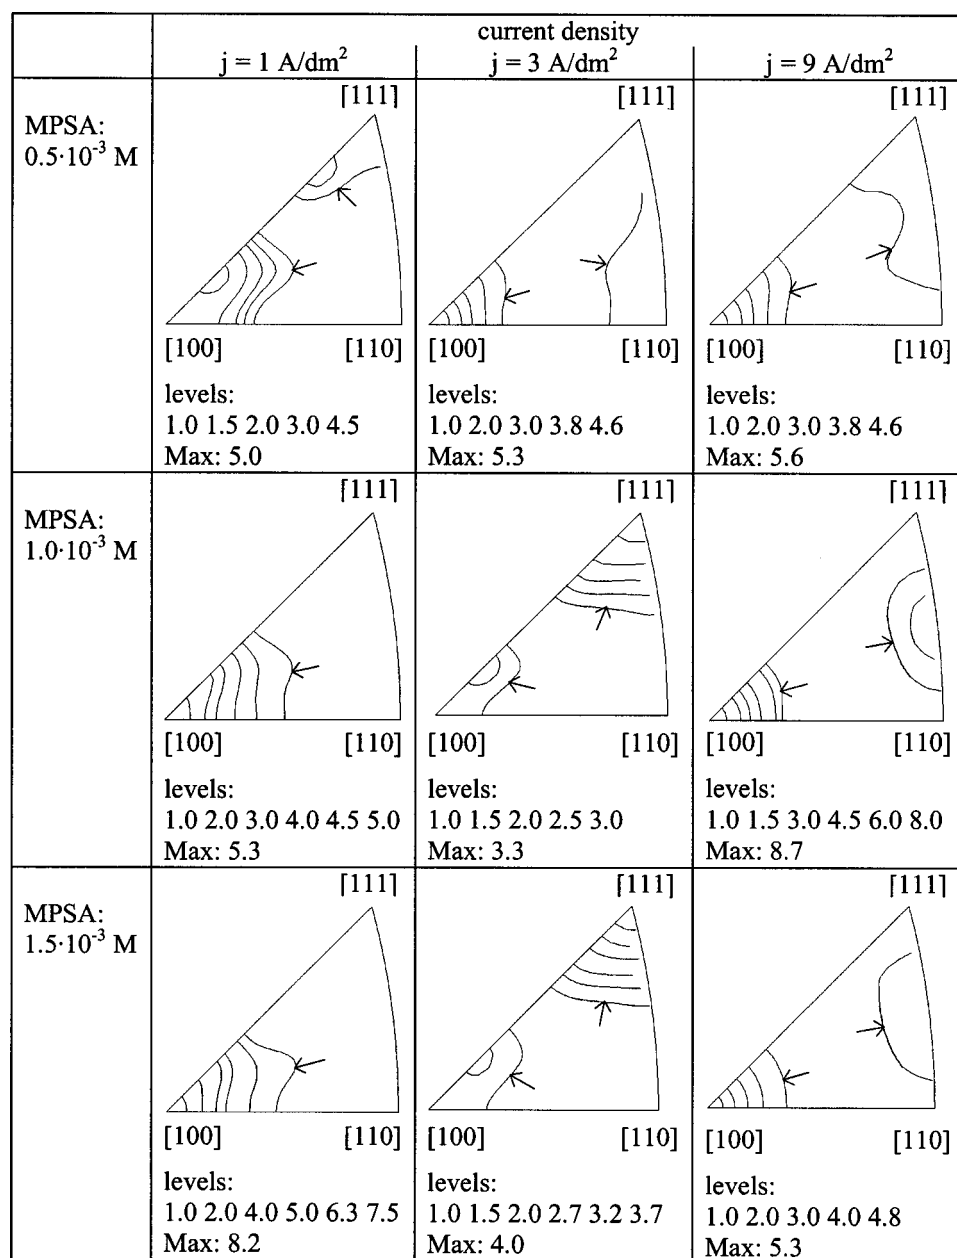 current density
j = 1 A/dm²
j = 3 A/dm²
j = 9 A/dm²
MPSA:
0.5·10⁻³ M
[111]
[100] [110]
levels:
1.0 1.5 2.0 3.0 4.5
Max: 5.0
[111]
[100] [110]
levels:
1.0 2.0 3.0 3.8 4.6
Max: 5.3
[111]
[100] [110]
levels:
1.0 2.0 3.0 3.8 4.6
Max: 5.6
MPSA:
1.0·10⁻³ M
[111]
[100] [110]
levels:
1.0 2.0 3.0 4.0 4.5 5.0
Max: 5.3
[111]
[100] [110]
levels:
1.0 1.5 2.0 2.5 3.0
Max: 3.3
[111]
[100] [110]
levels:
1.0 1.5 3.0 4.5 6.0 8.0
Max: 8.7
MPSA:
1.5·10⁻³ M
[111]
[100] [110]
levels:
1.0 2.0 4.0 5.0 6.3 7.5
Max: 8.2
[111]
[100] [110]
levels:
1.0 1.5 2.0 2.7 3.2 3.7
Max: 4.0
[111]
[100] [110]
levels:
1.0 2.0 3.0 4.0 4.8
Max: 5.3